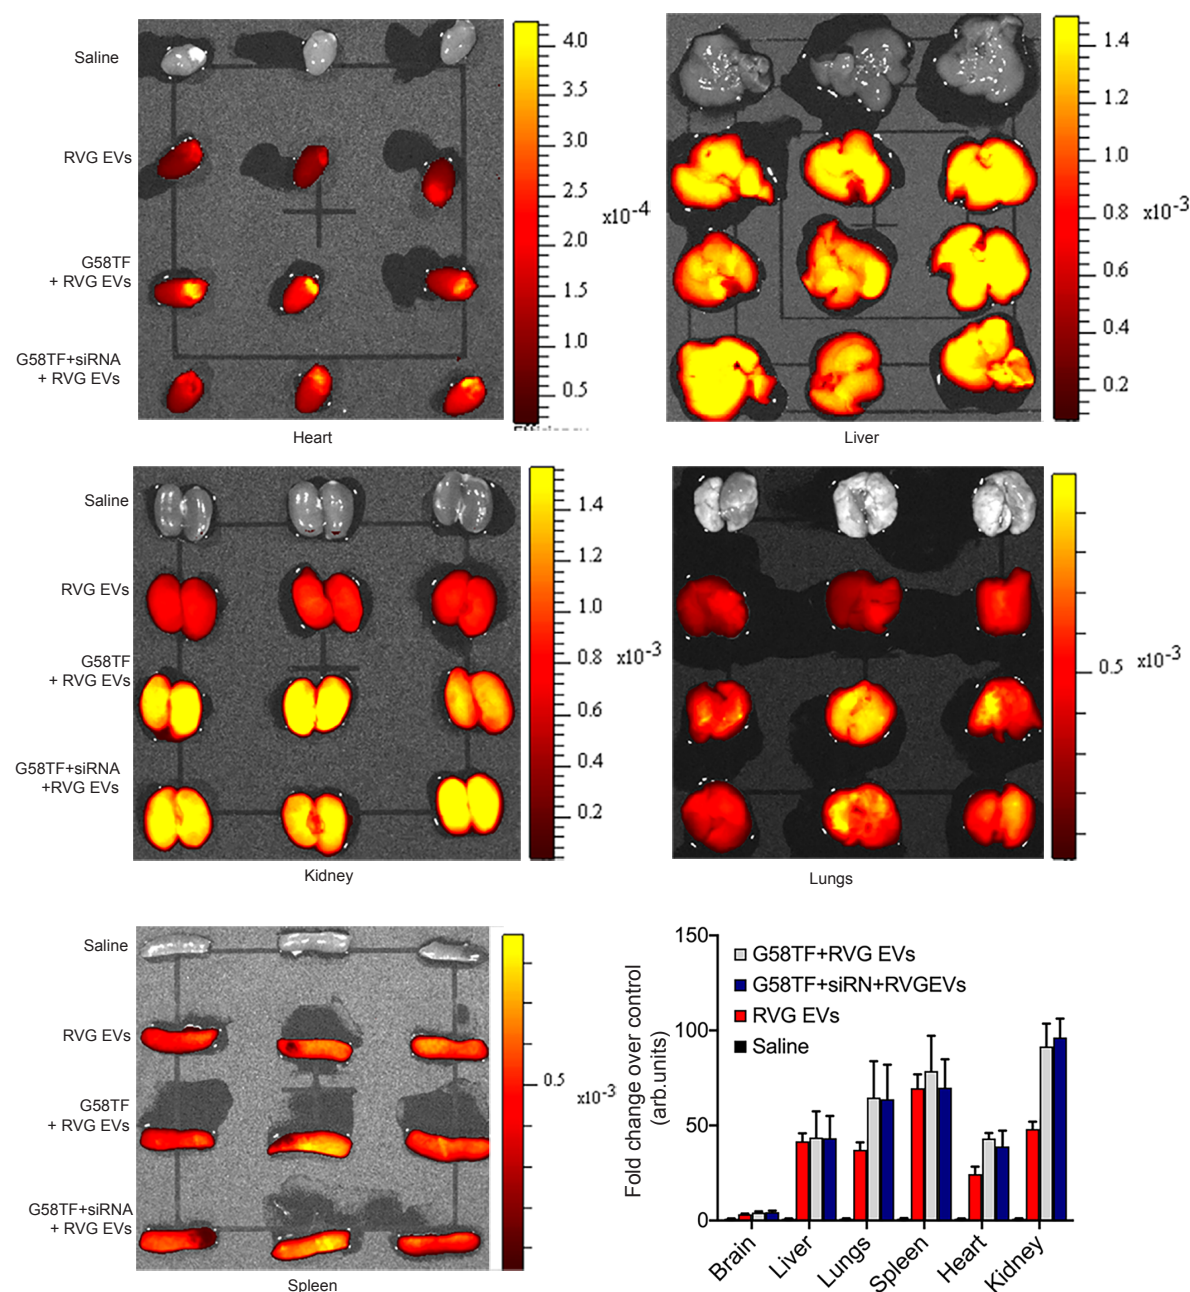 Saline
RVG EVs
G58TF
+ RVG EVs
G58TF+siRNA
+ RVG EVs
4.0
3.5
3.0
2.5
2.0
1.5
1.0
0.5
x10-4
Heart
1.4
1.2
1.0
0.8
0.6
0.4
0.2
x10-3
Liver
Saline
RVG EVs
G58TF
+ RVG EVs
G58TF+siRNA
+RVG EVs
1.4
1.2
1.0
0.8
0.6
0.4
0.2
x10-3
Kidney
0.5
x10-3
Lungs
Saline
RVG EVs
G58TF
+ RVG EVs
G58TF+siRNA
+ RVG EVs
0.5
x10-3
Spleen
Fold change over control
(arb.units)
150
100
50
0
G58TF+RVG EVs
G58TF+siRN+RVGEVs
RVG EVs
Saline
Brain
Liver
Lungs
Spleen
Heart
Kidney